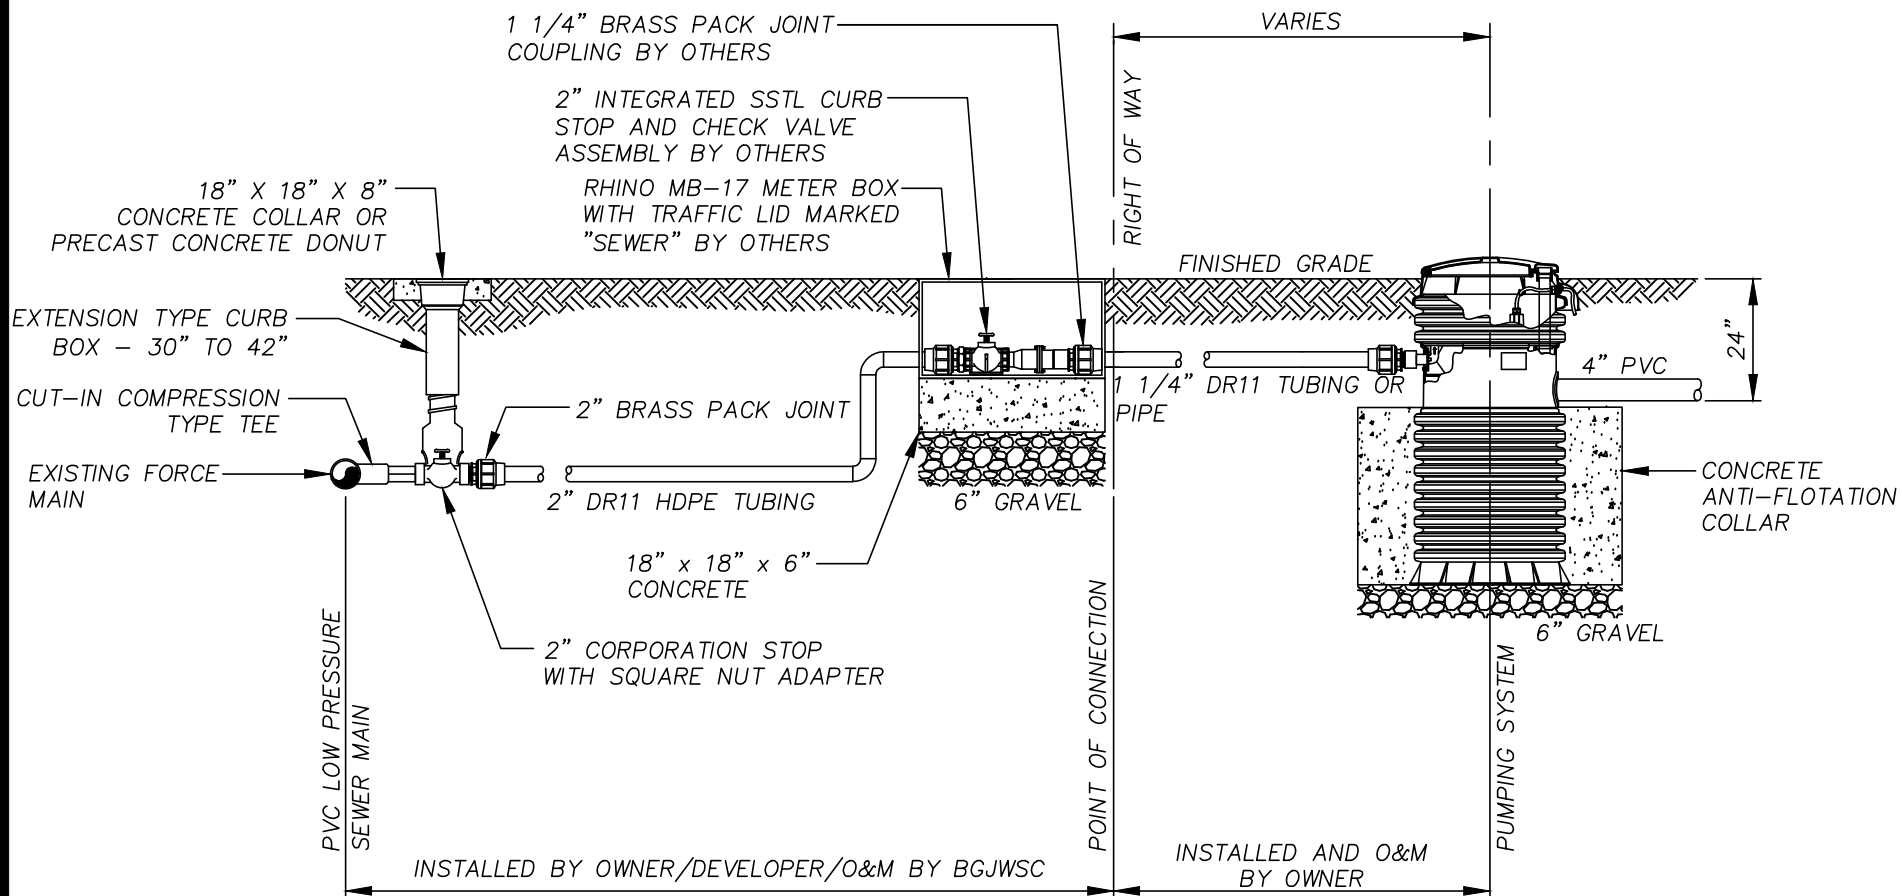 1 1/4" BRASS PACK JOINT
COUPLING BY OTHERS
VARIES
2" INTEGRATED SSTL CURB
STOP AND CHECK VALVE
ASSEMBLY BY OTHERS
RIGHT OF WAY
18" X 18" X 8"
CONCRETE COLLAR OR
PRECAST CONCRETE DONUT
RHINO MB-17 METER BOX
WITH TRAFFIC LID MARKED
"SEWER" BY OTHERS
FINISHED GRADE
EXTENSION TYPE CURB
BOX - 30" TO 42"
24"
4" PVC
CUT-IN COMPRESSION
TYPE TEE
2" BRASS PACK JOINT
1 1/4" DR11 TUBING OR
PIPE
EXISTING FORCE
MAIN
2" DR11 HDPE TUBING
6" GRAVEL
CONCRETE
ANTI-FLOTATION
COLLAR
18" x 18" x 6"
CONCRETE
6" GRAVEL
2" CORPORATION STOP
WITH SQUARE NUT ADAPTER
PVC LOW PRESSURE
SEWER MAIN
POINT OF CONNECTION
PUMPING SYSTEM
INSTALLED BY OWNER/DEVELOPER/O&M BY BGJWSC
INSTALLED AND O&M
BY OWNER